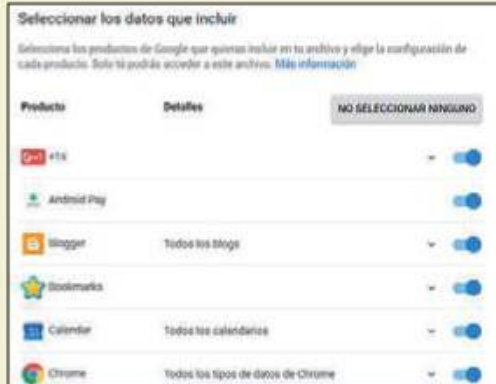 Seleccionar los datos que incluir
Selecciona los productos de Google que quieras incluir en tu archivo y elige la configuración de
cada producto. Solo tú podrás acceder a este archivo. Más información
Producto Detalles NO SELECCIONAR NINGUNO
+1s
Android Pay
Blogger Todos los blogs
Bookmarks
Calendar Todos los calendarios
Chrome Todos los tipos de datos de Chrome